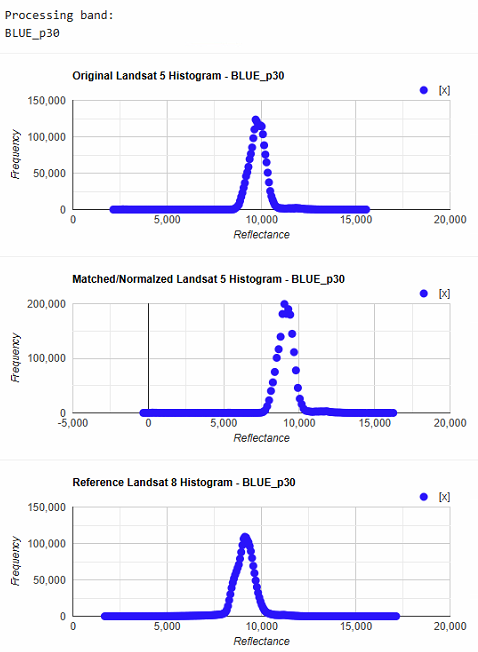 Processing band:
BLUE_p30
Original Landsat 5 Histogram - BLUE_p30
[x]
150,000
100,000
50,000
0
Frequency
0 5,000 10,000 15,000 20,000
Reflectance
Matched/Normalzed Landsat 5 Histogram - BLUE_p30
[x]
200,000
100,000
0
Frequency
-5,000 0 5,000 10,000 15,000 20,000
Reflectance
Reference Landsat 8 Histogram - BLUE_p30
[x]
150,000
100,000
50,000
0
Frequency
0 5,000 10,000 15,000 20,000
Reflectance